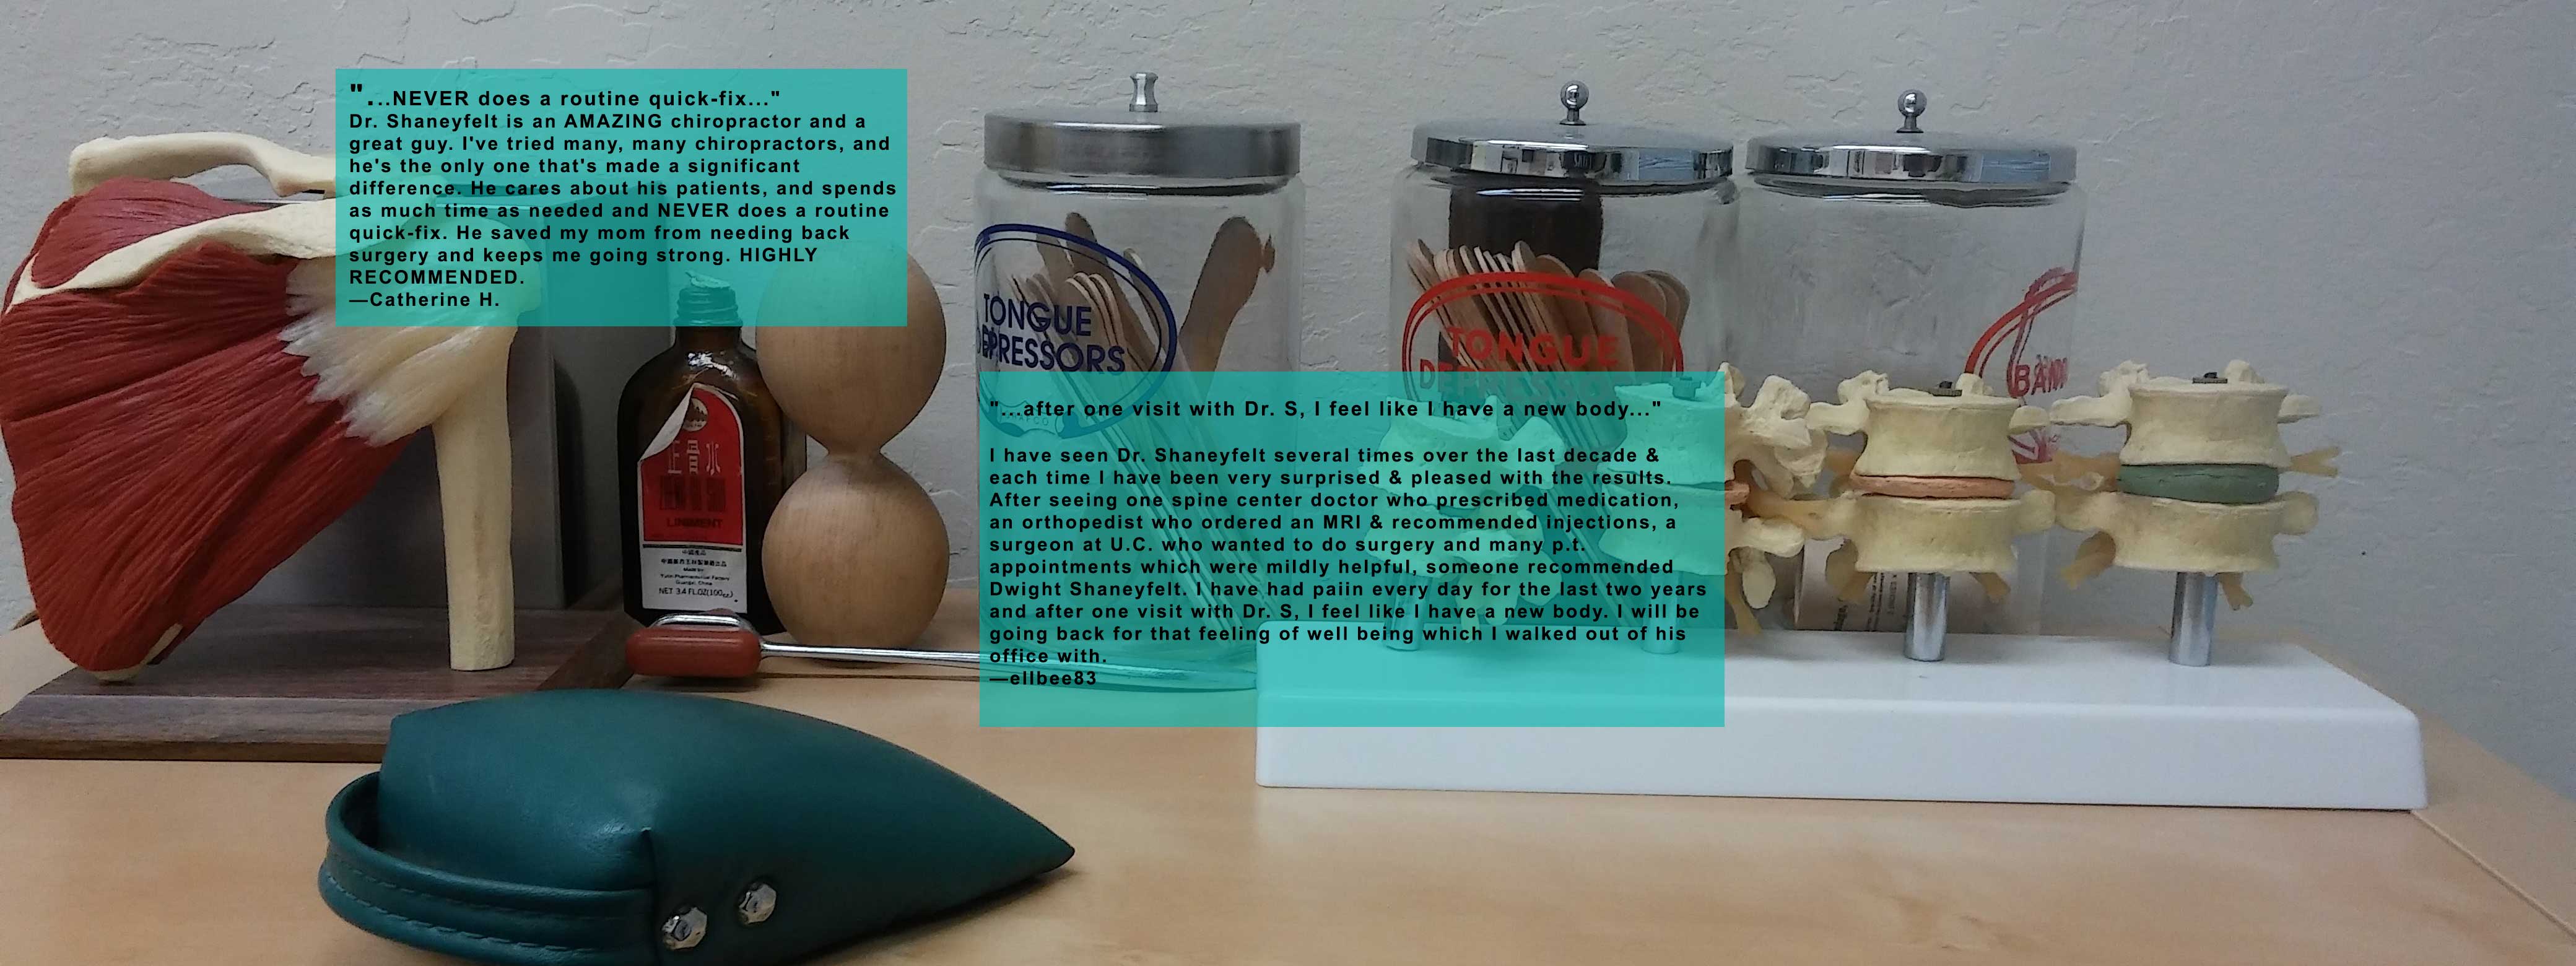 "...NEVER does a routine quick-fix..."
Dr. Shaneyfelt is an AMAZING chiropractor and a
great guy. I've tried many, many chiropractors, and
he's the only one that's made a significant
difference. He cares about his patients, and spends
as much time as needed and NEVER does a routine
quick-fix. He saved my mom from needing back
surgery and keeps me going strong. HIGHLY
RECOMMENDED.
—Catherine H.
TONGUE
DEPRESSORS
TONGUE
"...after one visit with Dr. S, I feel like I have a new body..."
I have seen Dr. Shaneyfelt several times over the last decade &
each time I have been very surprised & pleased with the results.
After seeing one spine center doctor who prescribed medication,
an orthopedist who ordered an MRI & recommended injections, a
surgeon at U.C. who wanted to do surgery and many p.t.
appointments which were mildly helpful, someone recommended
Dwight Shaneyfelt. I have had paiin every day for the last two years
and after one visit with Dr. S, I feel like I have a new body. I will be
going back for that feeling of well being which I walked out of his
office with.
—ellbee83
LINIMENT
Yulin Pharmaceutical Factory
NET 3.4 FL.OZ(100